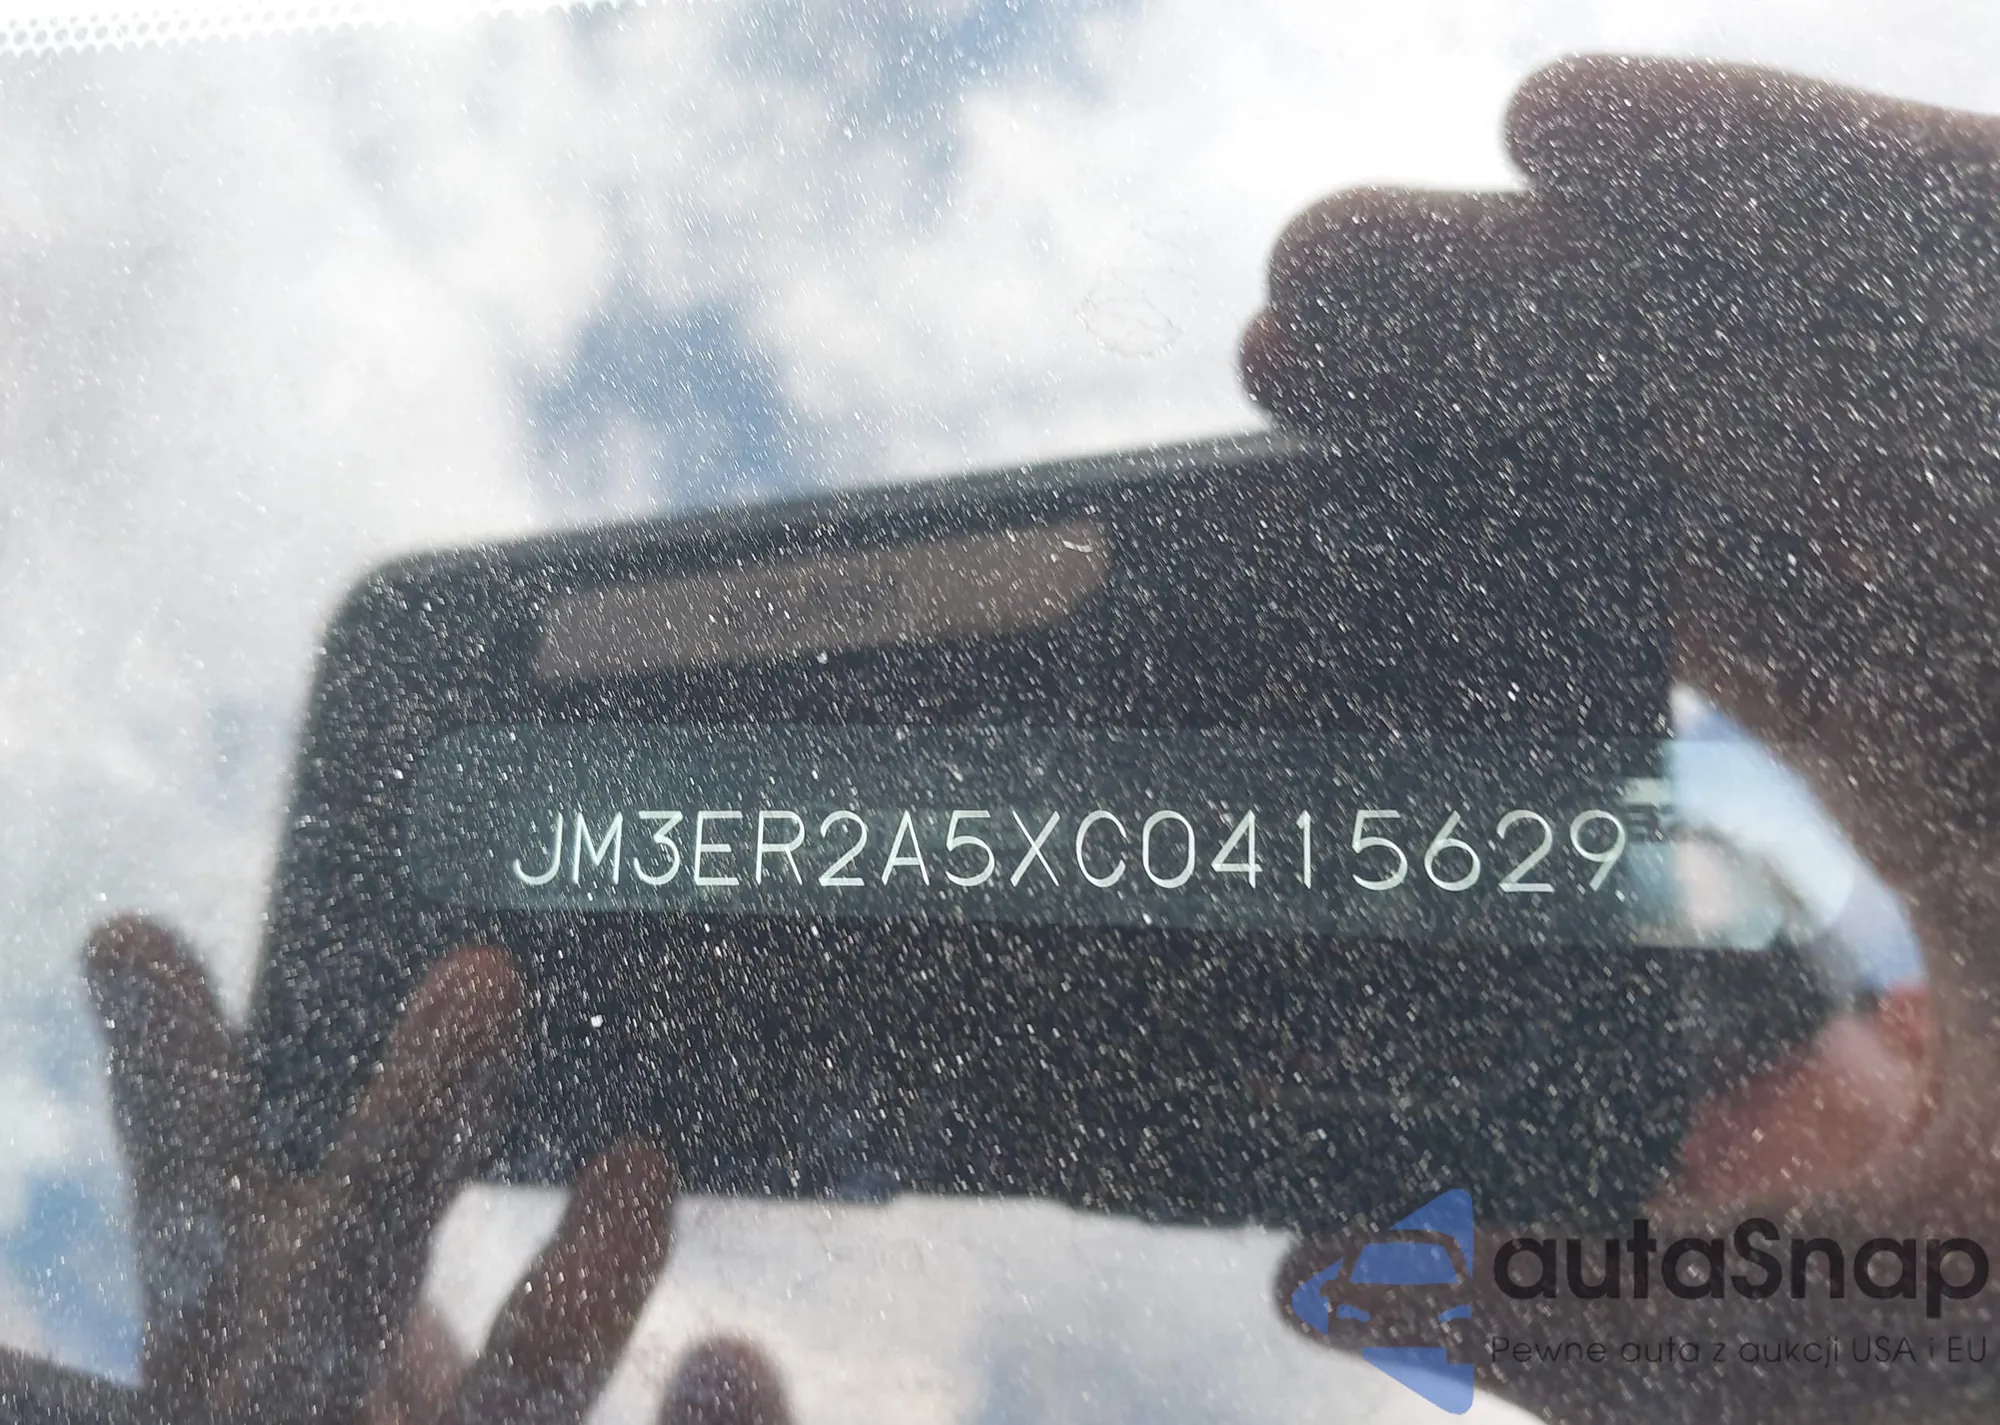 JM3ER2A5XC0415629
autaSnap
Pewne auta z aukcji USA i EU